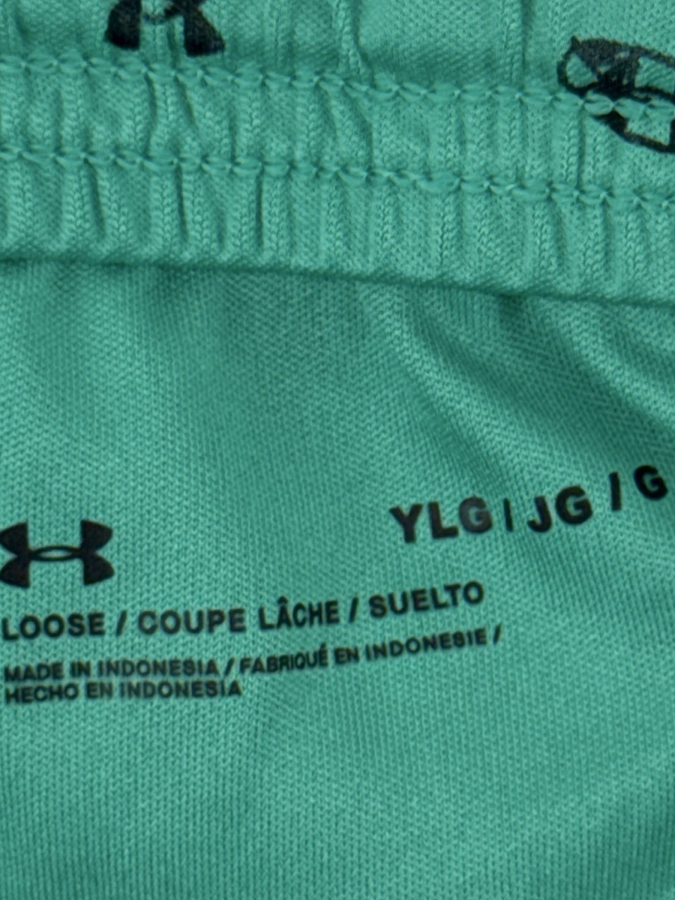 YLG / JG / G
LOOSE / COUPE LÂCHE / SUELTO
MADE IN INDONESIA / FABRIQUÉ EN INDONESIE /
HECHO EN INDONESIA